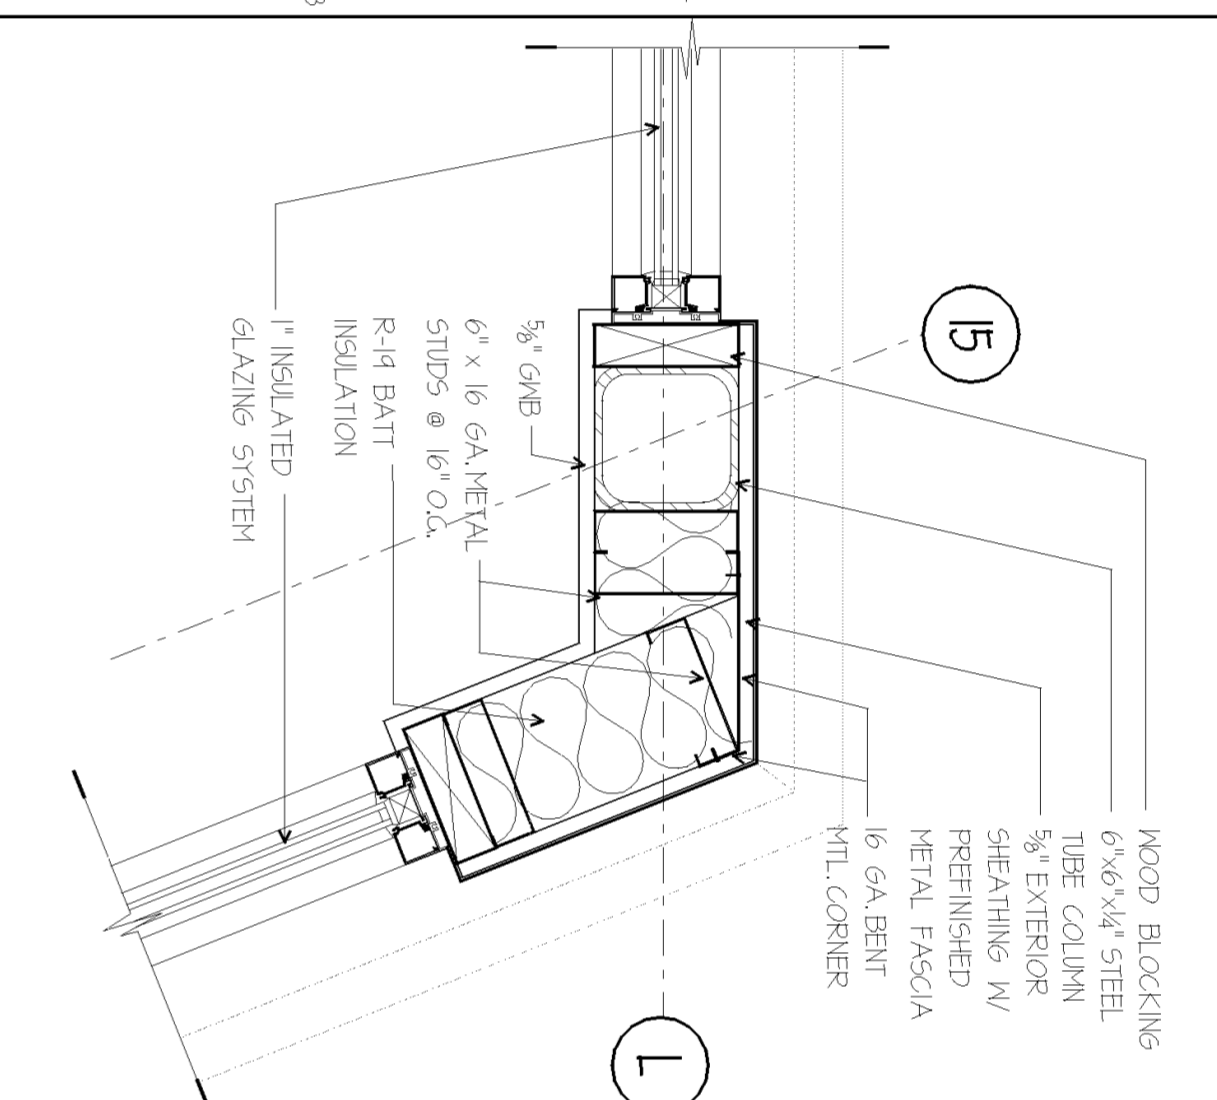 WOOD BLOCKING
6"x6"x1/4" STEEL
TUBE COLUMN
5/8" EXTERIOR
SHEATHING W/
PREFINISHED
METAL FASCIA
16 GA. BENT
MTL. CORNER
15
L
5/8" GWB
6" x 16 GA. METAL
STUDS @ 16" O.C.
R-19 BATT
INSULATION
1" INSULATED
GLAZING SYSTEM